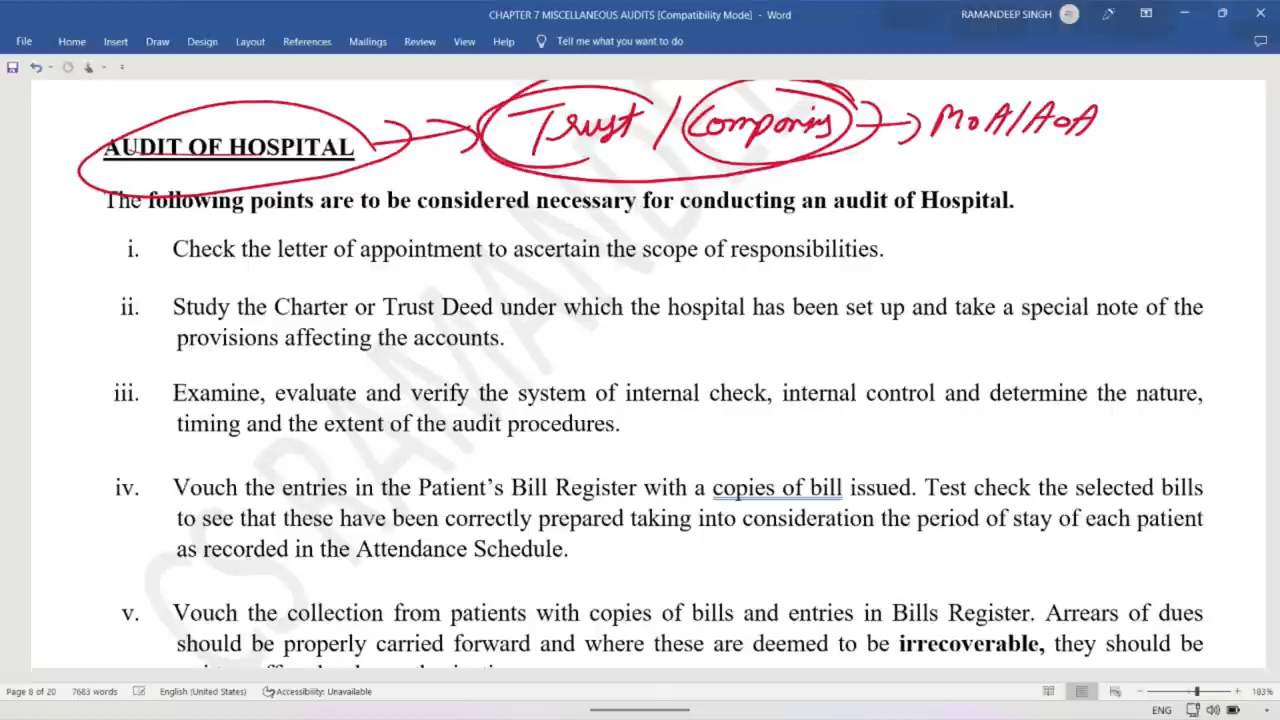 CHAPTER 7 MISCELLANEOUS AUDITS [Compatibility Mode] - Word RAMANDEEP SINGH
File Home Insert Draw Design Layout References Mailings Review View Help Tell me what you want to do
AUDIT OF HOSPITAL Trust / Companies MOA/AOA
The following points are to be considered necessary for conducting an audit of Hospital.
i. Check the letter of appointment to ascertain the scope of responsibilities.
ii. Study the Charter or Trust Deed under which the hospital has been set up and take a special note of the
provisions affecting the accounts.
iii. Examine, evaluate and verify the system of internal check, internal control and determine the nature,
timing and the extent of the audit procedures.
iv. Vouch the entries in the Patient's Bill Register with a copies of bill issued. Test check the selected bills
to see that these have been correctly prepared taking into consideration the period of stay of each patient
as recorded in the Attendance Schedule.
v. Vouch the collection from patients with copies of bills and entries in Bills Register. Arrears of dues
should be properly carried forward and where these are deemed to be irrecoverable, they should be
Page 8 of 20 7683 words English (United States) Accessibility: Unavailable 183%
ENG